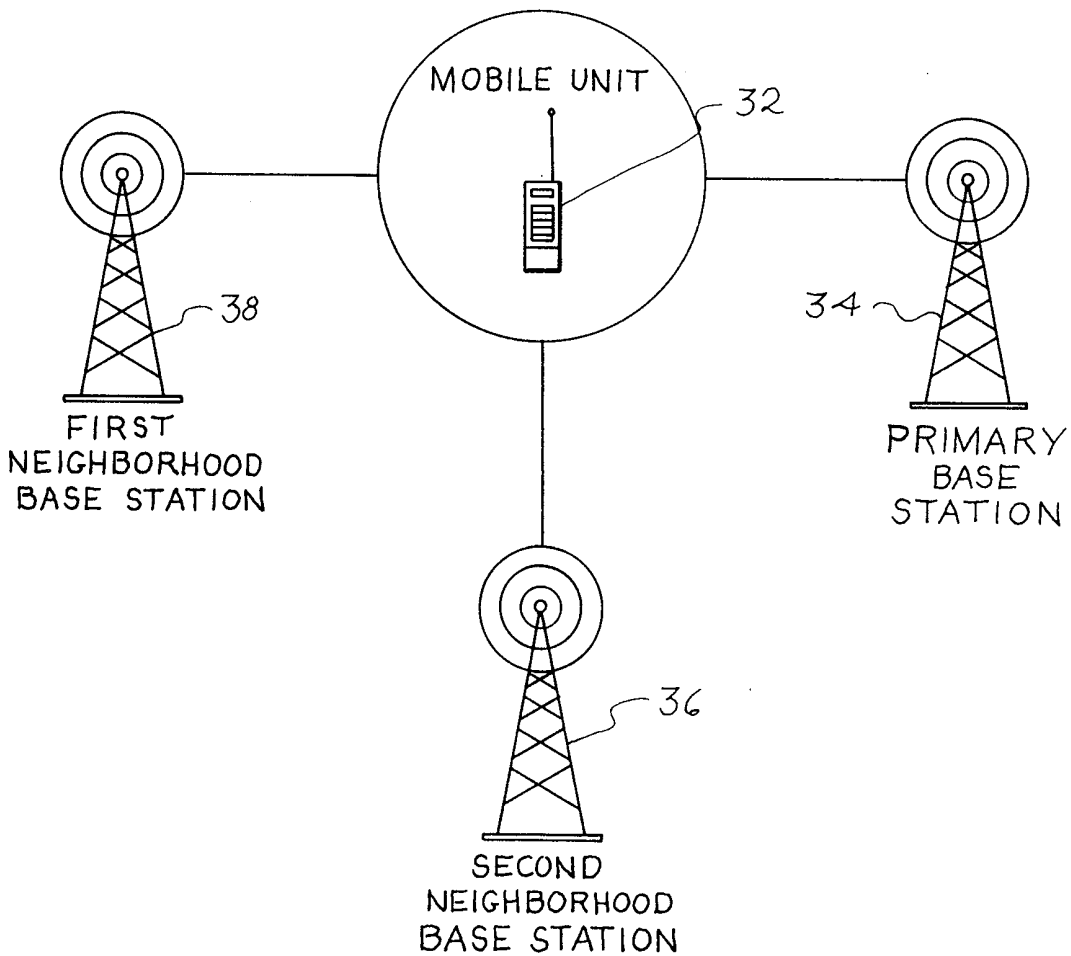 MOBILE UNIT
32
38
34
FIRST
NEIGHBORHOOD
BASE STATION
PRIMARY
BASE
STATION
36
SECOND
NEIGHBORHOOD
BASE STATION